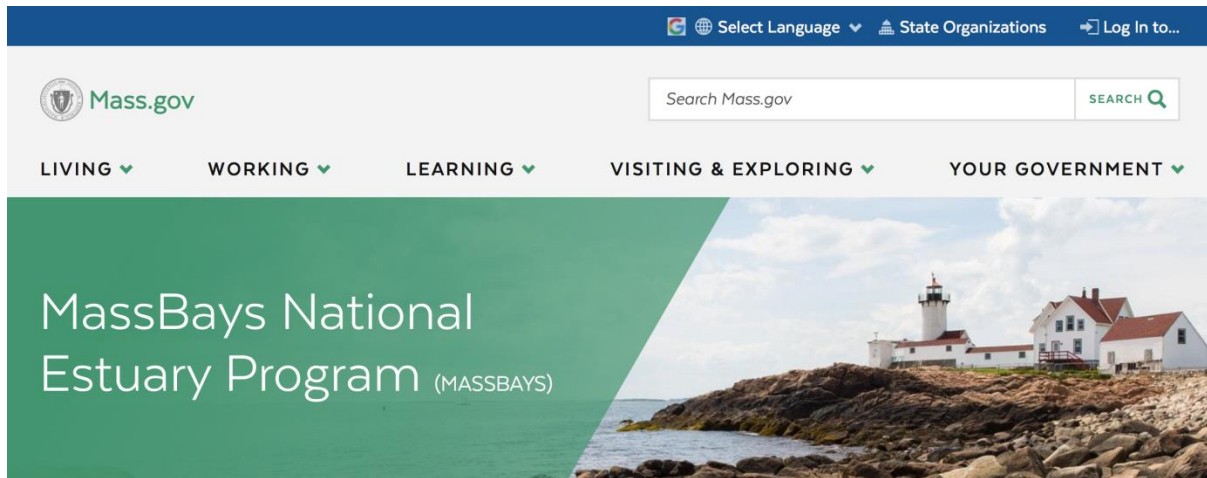 Select Language State Organizations Log In to...
Mass.gov
Search Mass.gov SEARCH
LIVING WORKING LEARNING VISITING & EXPLORING YOUR GOVERNMENT
MassBays National
Estuary Program (MASSBAYS)